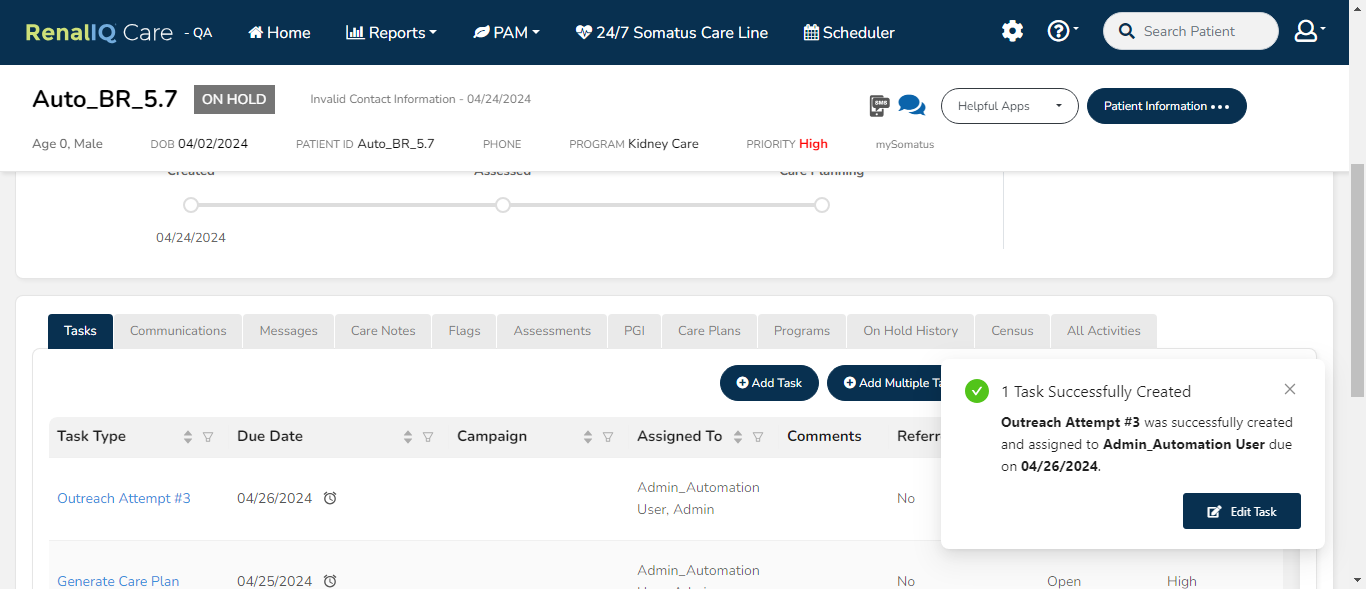 RenalIQ Care - QA Home Reports PAM 24/7 Somatus Care Line Scheduler Search Patient
Auto_BR_5.7 ON HOLD Invalid Contact Information - 04/24/2024 SMS Helpful Apps Patient Information
Age 0, Male DOB 04/02/2024 PATIENT ID Auto_BR_5.7 PHONE PROGRAM Kidney Care PRIORITY High mySomatus
Created Assessed Care Planning
04/24/2024
Tasks Communications Messages Care Notes Flags Assessments PGI Care Plans Programs On Hold History Census All Activities
Add Task Add Multiple Ta
1 Task Successfully Created
Outreach Attempt #3 was successfully created
and assigned to Admin_Automation User due
on 04/26/2024.
Edit Task
Task Type Due Date Campaign Assigned To Comments Referr
Outreach Attempt #3 04/26/2024 Admin_Automation
User, Admin No
Generate Care Plan 04/25/2024 Admin_Automation No Open High